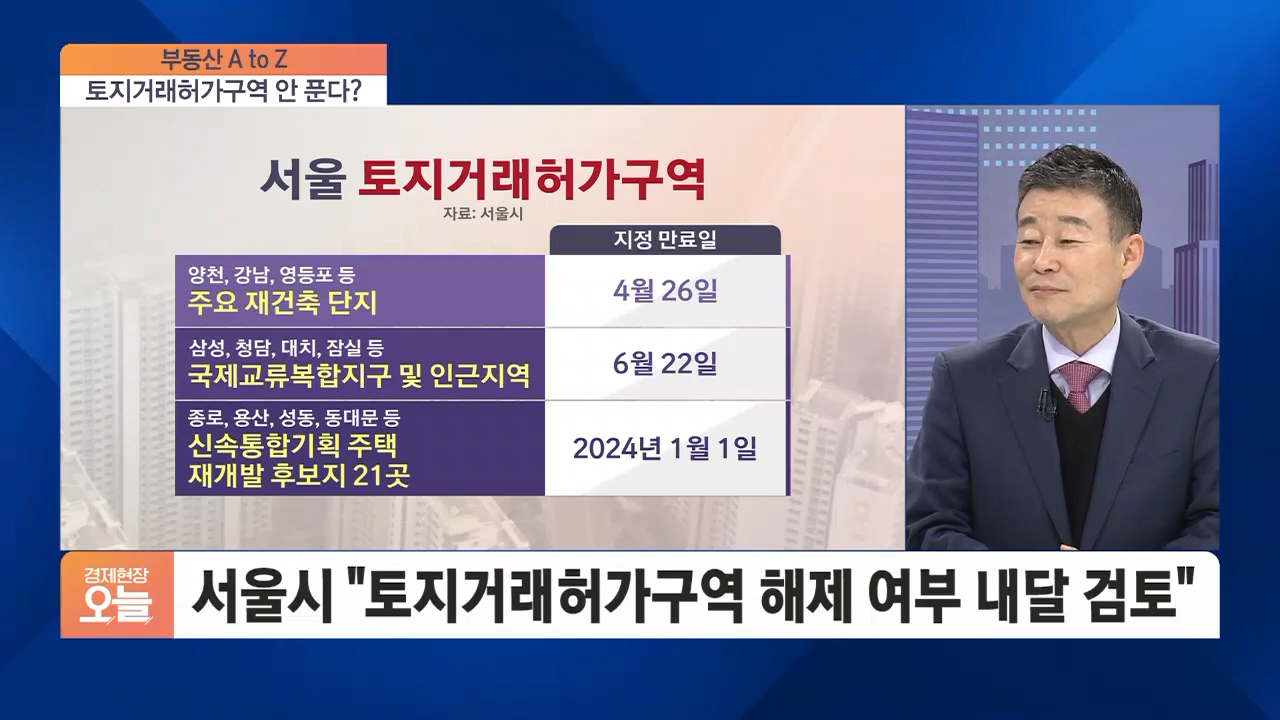 부동산 A to Z
토지거래허가구역 안 푼다?
서울 토지거래허가구역
자료: 서울시
지정 만료일
양천, 강남, 영등포 등
주요 재건축 단지
4월 26일
삼성, 청담, 대치, 잠실 등
국제교류복합지구 및 인근지역
6월 22일
종로, 용산, 성동, 동대문 등
신속통합기획 주택
재개발 후보지 21곳
2024년 1월 1일
경제현장
오늘
서울시 "토지거래허가구역 해제 여부 내달 검토"